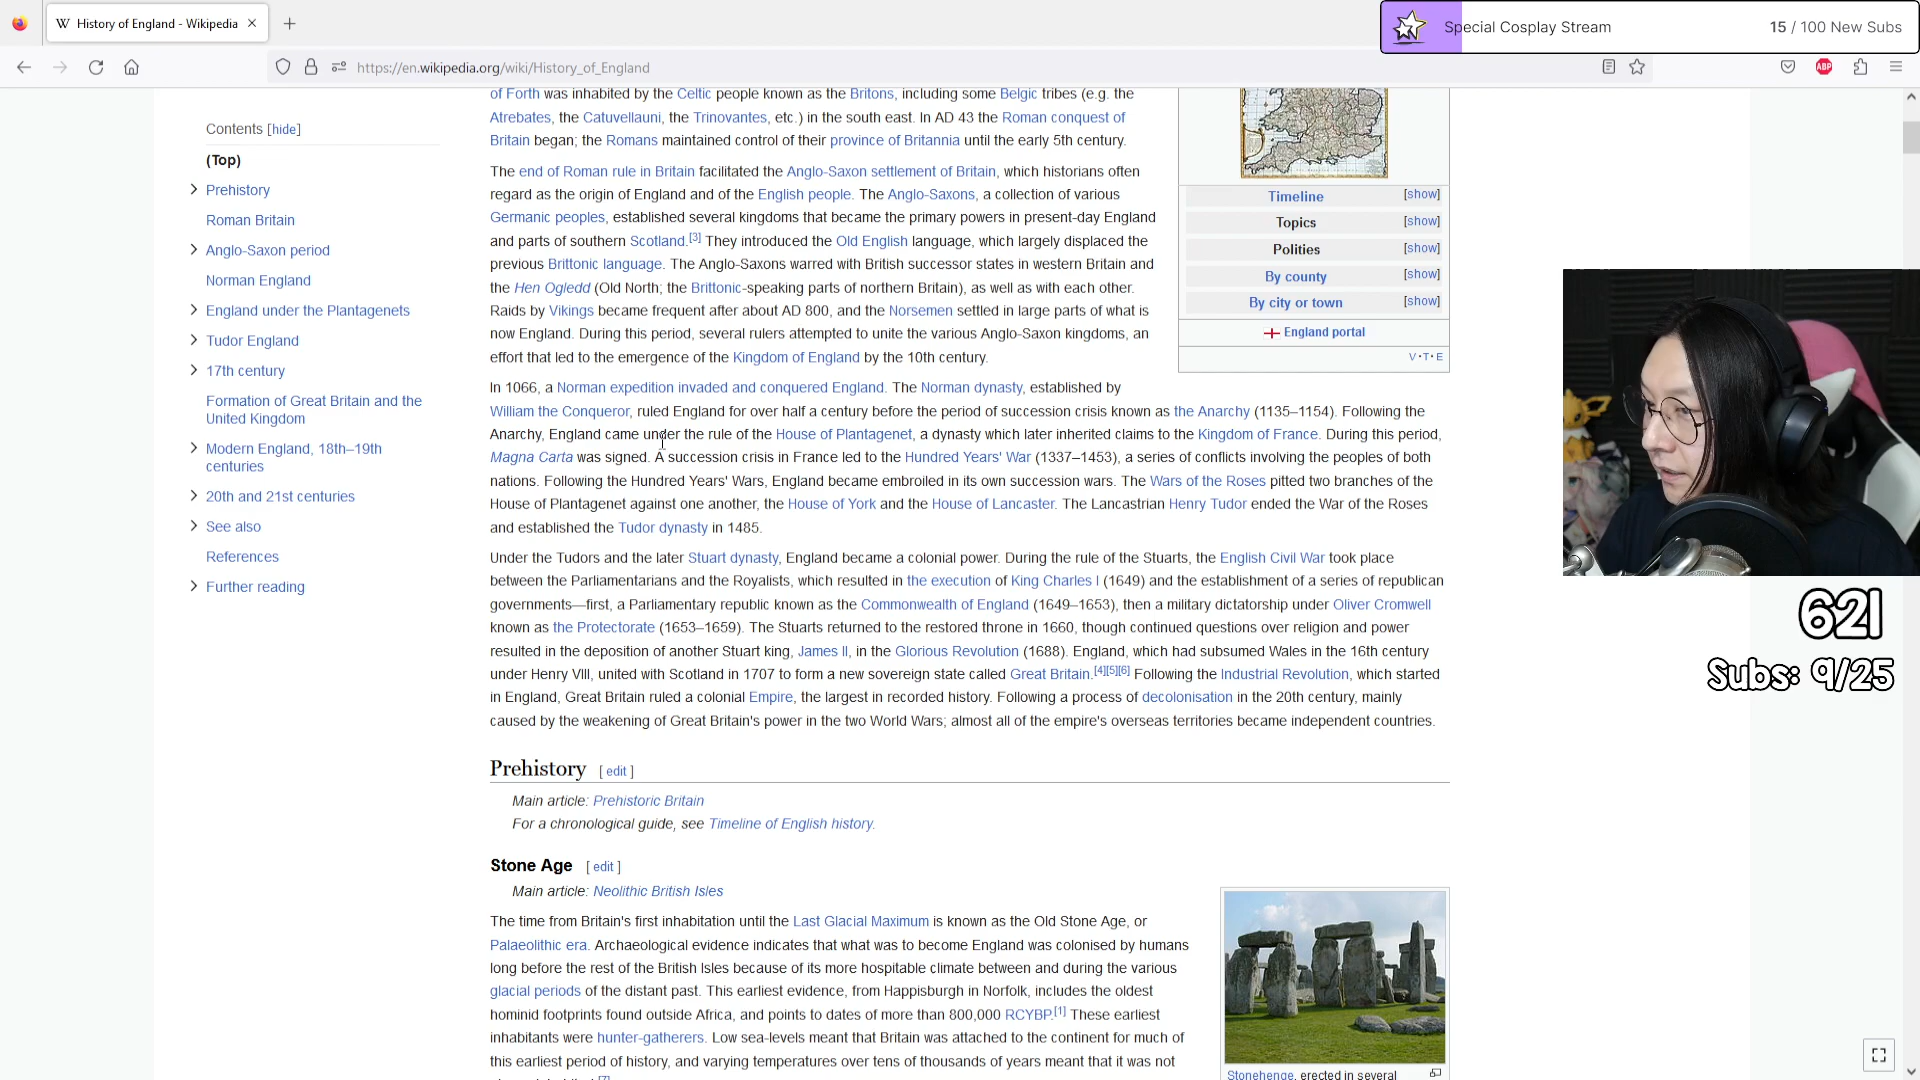 History of England - Wikipedia
Special Cosplay Stream
15 / 100 New Subs
https://en.wikipedia.org/wiki/History_of_England
ABP
Contents [hide]
(Top)
Prehistory
Roman Britain
Anglo-Saxon period
Norman England
England under the Plantagenets
Tudor England
17th century
Formation of Great Britain and the
United Kingdom
Modern England, 18th–19th
centuries
20th and 21st centuries
See also
References
Further reading
of Forth was inhabited by the Celtic people known as the Britons, including some Belgic tribes (e.g. the
Atrebates, the Catuvellauni, the Trinovantes, etc.) in the south east. In AD 43 the Roman conquest of
Britain began; the Romans maintained control of their province of Britannia until the early 5th century.
The end of Roman rule in Britain facilitated the Anglo-Saxon settlement of Britain, which historians often
regard as the origin of England and of the English people. The Anglo-Saxons, a collection of various
Germanic peoples, established several kingdoms that became the primary powers in present-day England
and parts of southern Scotland.[3] They introduced the Old English language, which largely displaced the
previous Brittonic language. The Anglo-Saxons warred with British successor states in western Britain and
the Hen Ogledd (Old North; the Brittonic-speaking parts of northern Britain), as well as with each other.
Raids by Vikings became frequent after about AD 800, and the Norsemen settled in large parts of what is
now England. During this period, several rulers attempted to unite the various Anglo-Saxon kingdoms, an
effort that led to the emergence of the Kingdom of England by the 10th century.
In 1066, a Norman expedition invaded and conquered England. The Norman dynasty, established by
William the Conqueror, ruled England for over half a century before the period of succession crisis known as the Anarchy (1135–1154). Following the
Anarchy, England came under the rule of the House of Plantagenet, a dynasty which later inherited claims to the Kingdom of France. During this period,
Magna Carta was signed. A succession crisis in France led to the Hundred Years' War (1337–1453), a series of conflicts involving the peoples of both
nations. Following the Hundred Years' Wars, England became embroiled in its own succession wars. The Wars of the Roses pitted two branches of the
House of Plantagenet against one another, the House of York and the House of Lancaster. The Lancastrian Henry Tudor ended the War of the Roses
and established the Tudor dynasty in 1485.
Under the Tudors and the later Stuart dynasty, England became a colonial power. During the rule of the Stuarts, the English Civil War took place
between the Parliamentarians and the Royalists, which resulted in the execution of King Charles I (1649) and the establishment of a series of republican
governments—first, a Parliamentary republic known as the Commonwealth of England (1649–1653), then a military dictatorship under Oliver Cromwell
known as the Protectorate (1653–1659). The Stuarts returned to the restored throne in 1660, though continued questions over religion and power
resulted in the deposition of another Stuart king, James II, in the Glorious Revolution (1688). England, which had subsumed Wales in the 16th century
under Henry VIII, united with Scotland in 1707 to form a new sovereign state called Great Britain.[4][5][6] Following the Industrial Revolution, which started
in England, Great Britain ruled a colonial Empire, the largest in recorded history. Following a process of decolonisation in the 20th century, mainly
caused by the weakening of Great Britain's power in the two World Wars; almost all of the empire's overseas territories became independent countries.
Prehistory [ edit ]
Main article: Prehistoric Britain
For a chronological guide, see Timeline of English history.
Stone Age [ edit ]
Main article: Neolithic British Isles
The time from Britain's first inhabitation until the Last Glacial Maximum is known as the Old Stone Age, or
Palaeolithic era. Archaeological evidence indicates that what was to become England was colonised by humans
long before the rest of the British Isles because of its more hospitable climate between and during the various
glacial periods of the distant past. This earliest evidence, from Happisburgh in Norfolk, includes the oldest
hominid footprints found outside Africa, and points to dates of more than 800,000 RCYBP.[1] These earliest
inhabitants were hunter-gatherers. Low sea-levels meant that Britain was attached to the continent for much of
this earliest period of history, and varying temperatures over tens of thousands of years meant that it was not
Timeline [show]
Topics [show]
Polities [show]
By county [show]
By city or town [show]
England portal
V·T·E
Stonehenge, erected in several
621
Subs: 9/25